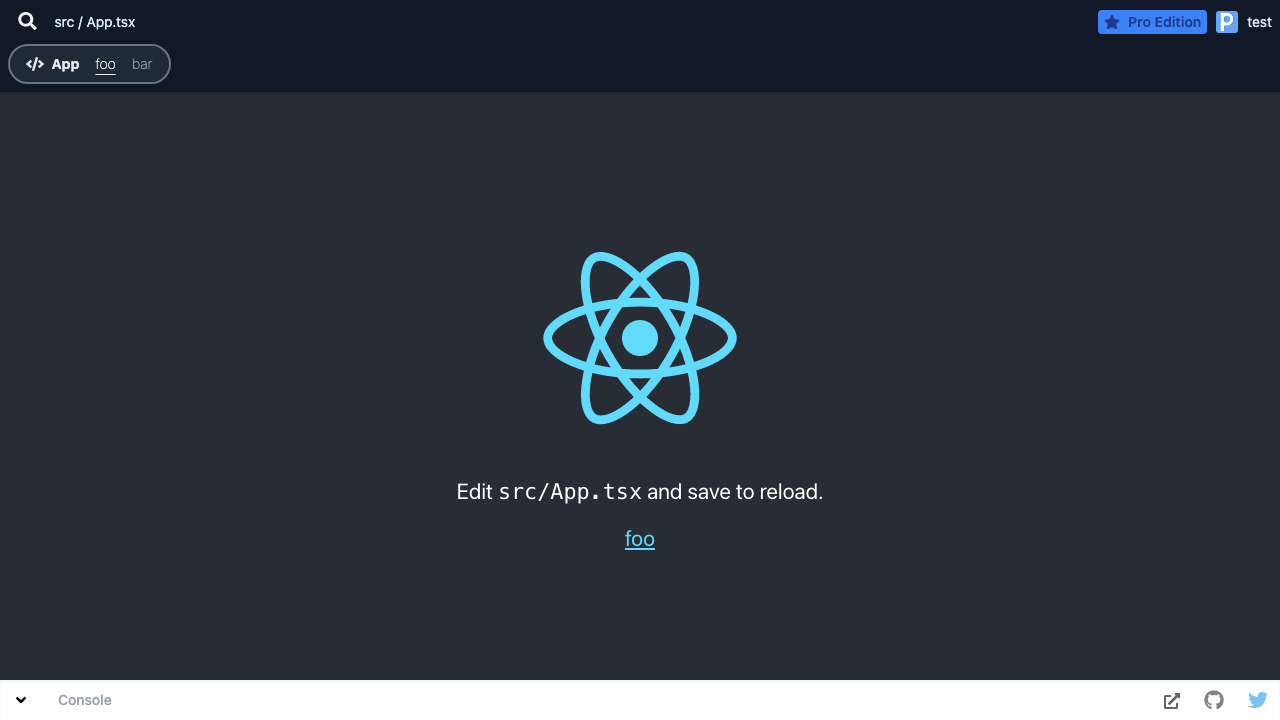 src / App.tsx
Pro Edition
test
App foo bar
Edit src/App.tsx and save to reload.
foo
Console